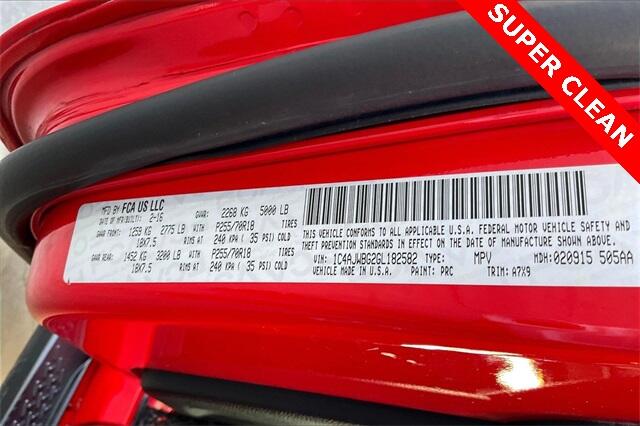 SUPER CLEAN
MFD BY FCA US LLC
DATE OF MFR/BUILT: 2-16 GVWR: 2268 KG 5000 LB
GAWR FRONT: 1259 KG 2775 LB WITH P255/70R18 TIRES
18X7.5 RIMS AT 240 KPA ( 35 PSI) COLD
GAWR REAR: 1452 KG 3200 LB WITH P255/70R18 TIRES
18X7.5 RIMS AT 240 KPA ( 35 PSI) COLD
THIS VEHICLE CONFORMS TO ALL APPLICABLE U.S.A. FEDERAL MOTOR VEHICLE SAFETY AND
THEFT PREVENTION STANDARDS IN EFFECT ON THE DATE OF MANUFACTURE SHOWN ABOVE.
VEHICLE MADE IN U.S.A.
VIN: 1C4AJWBG2GL182582 TYPE: MPV MDH: 020915 505AA
PAINT: PRC TRIM: A7X9